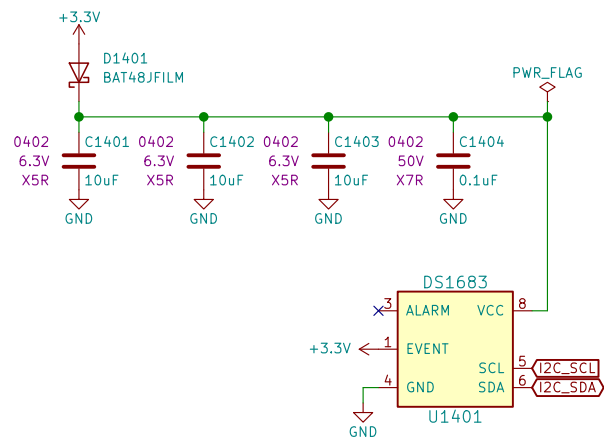 +3.3V
D1401
BAT48JFILM
PWR_FLAG
0402 C1401
6.3V
X5R 10uF
GND
0402 C1402
6.3V
X5R 10uF
GND
0402 C1403
6.3V
X5R 10uF
GND
0402 C1404
50V
X7R 0.1uF
GND
DS1683
3 ALARM VCC 8
+3.3V 1 EVENT
SCL 5 I2C_SCL
4 GND SDA 6 I2C_SDA
GND
U1401